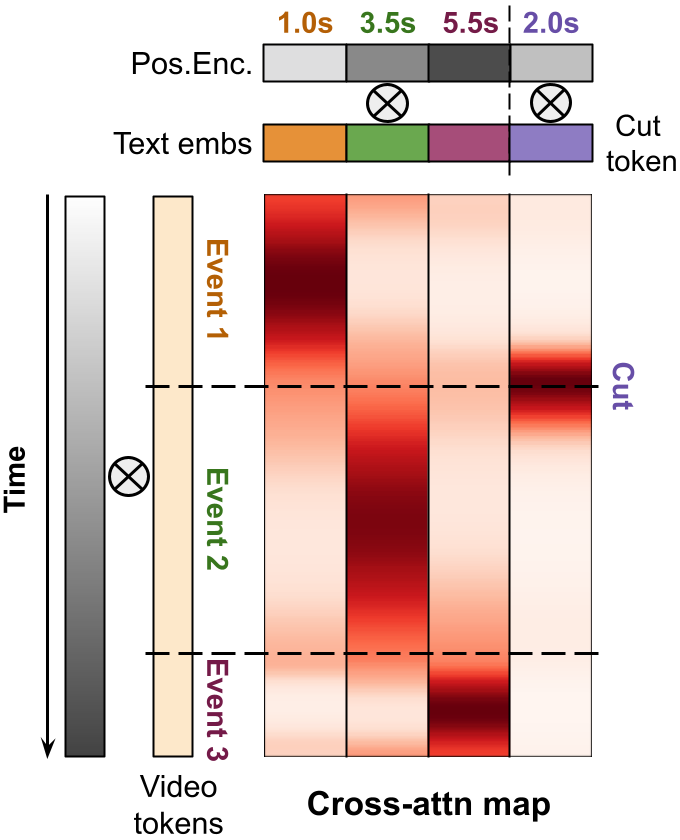 1.0s 3.5s 5.5s 2.0s
Pos.Enc.
Text embs
Cut
token
Event 1
Cut
Time
Event 2
Event 3
Video
tokens
Cross-attn map